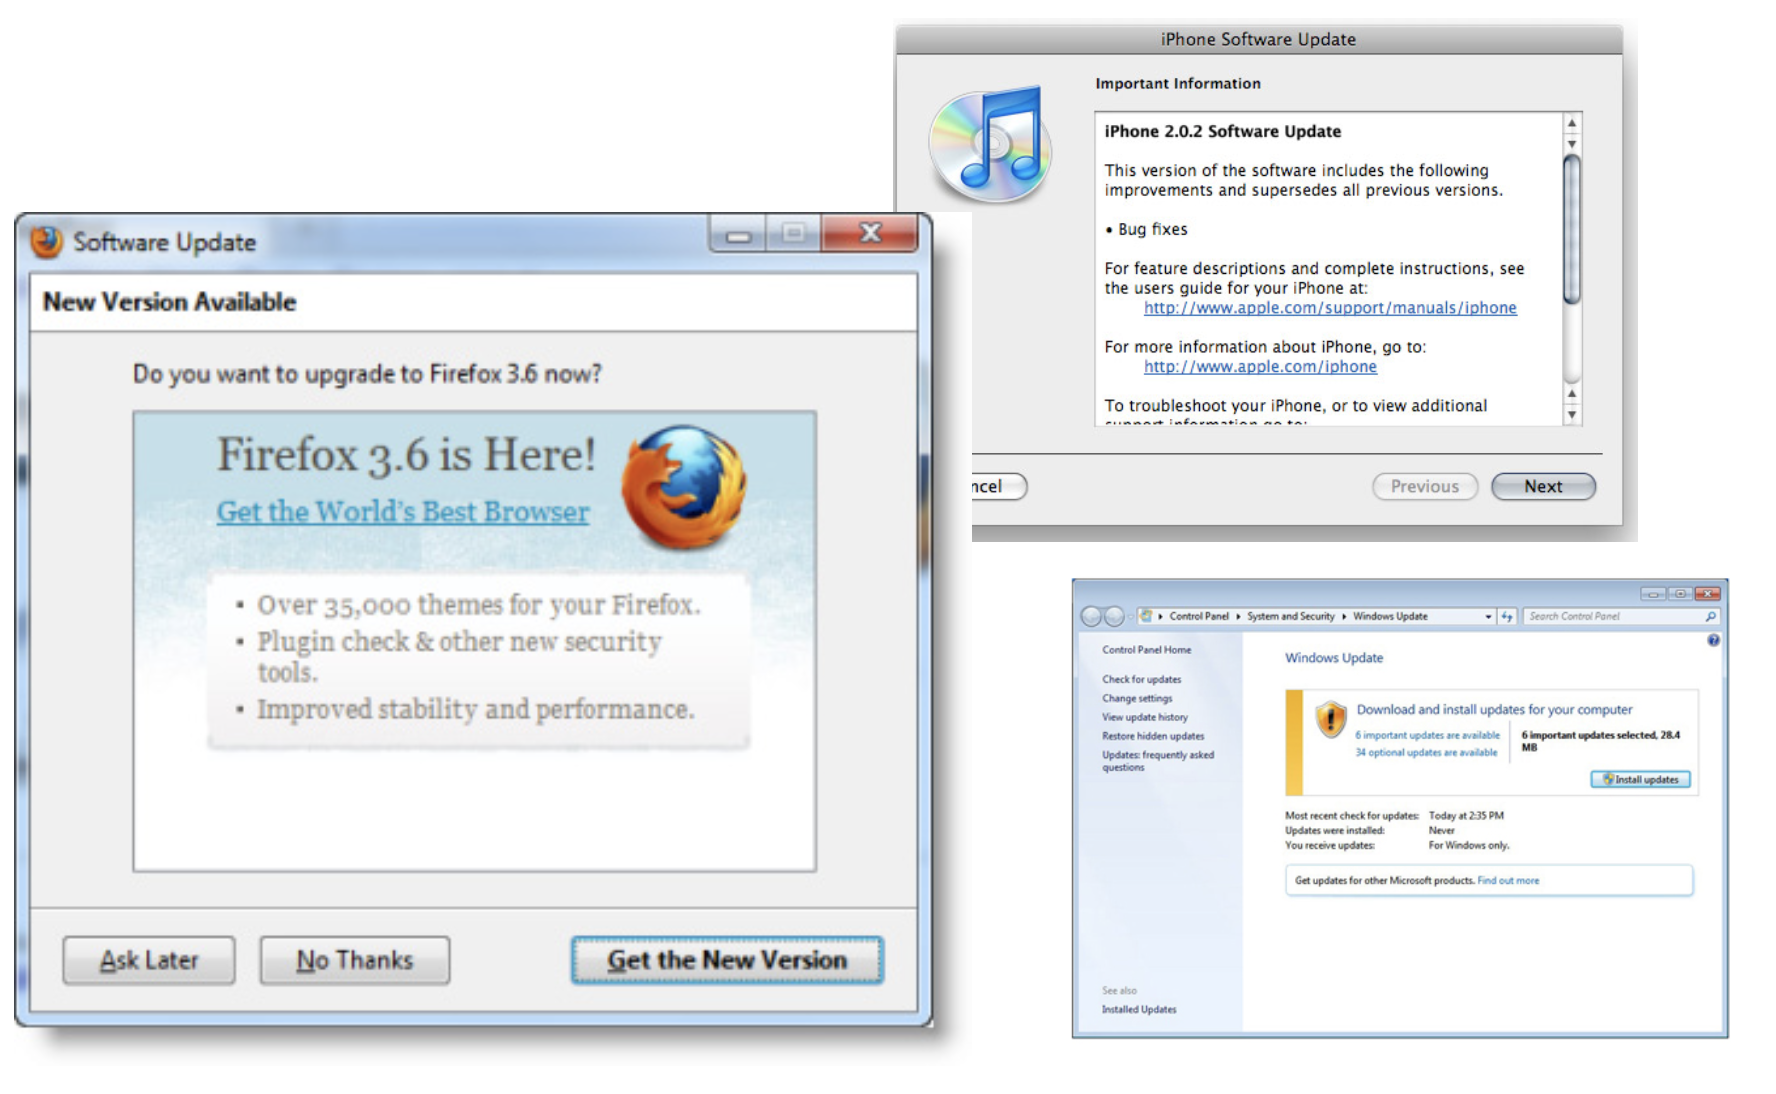 iPhone Software Update
Important Information
iPhone 2.0.2 Software Update
This version of the software includes the following
improvements and supersedes all previous versions.
• Bug fixes
For feature descriptions and complete instructions, see
the users guide for your iPhone at:
http://www.apple.com/support/manuals/iphone
For more information about iPhone, go to:
http://www.apple.com/iphone
To troubleshoot your iPhone, or to view additional
support information go to:
ncel
Previous
Next
Software Update
New Version Available
Do you want to upgrade to Firefox 3.6 now?
Firefox 3.6 is Here!
Get the World's Best Browser
▪ Over 35,000 themes for your Firefox.
▪ Plugin check & other new security
tools.
▪ Improved stability and performance.
Ask Later
No Thanks
Get the New Version
Control Panel ▸ System and Security ▸ Windows Update
Search Control Panel
Control Panel Home
Check for updates
Change settings
View update history
Restore hidden updates
Updates: frequently asked
questions
See also
Installed Updates
Windows Update
Download and install updates for your computer
6 important updates are available
34 optional updates are available
6 important updates selected, 28.4
MB
Install updates
Most recent check for updates: Today at 2:35 PM
Updates were installed: Never
You receive updates: For Windows only.
Get updates for other Microsoft products. Find out more